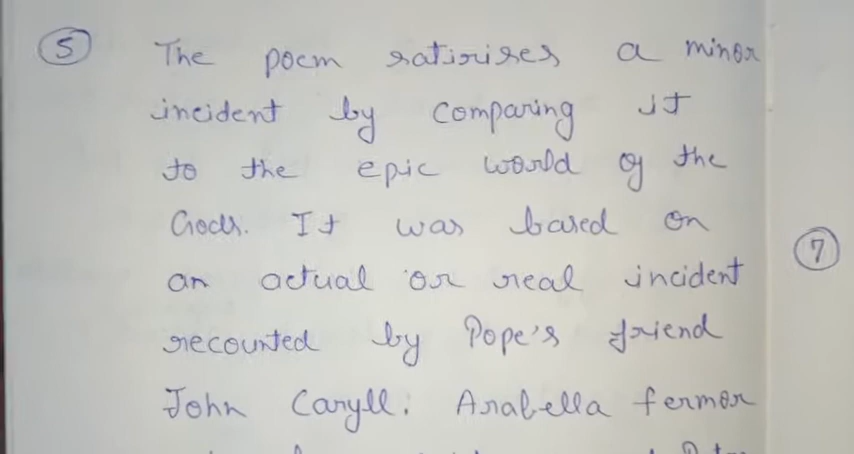 5 The poem satirises a minor
incident by comparing it
to the epic world of the
Gods. It was based on
7
an actual or real incident
recounted by Pope's friend
John Caryll. Arabella fermor